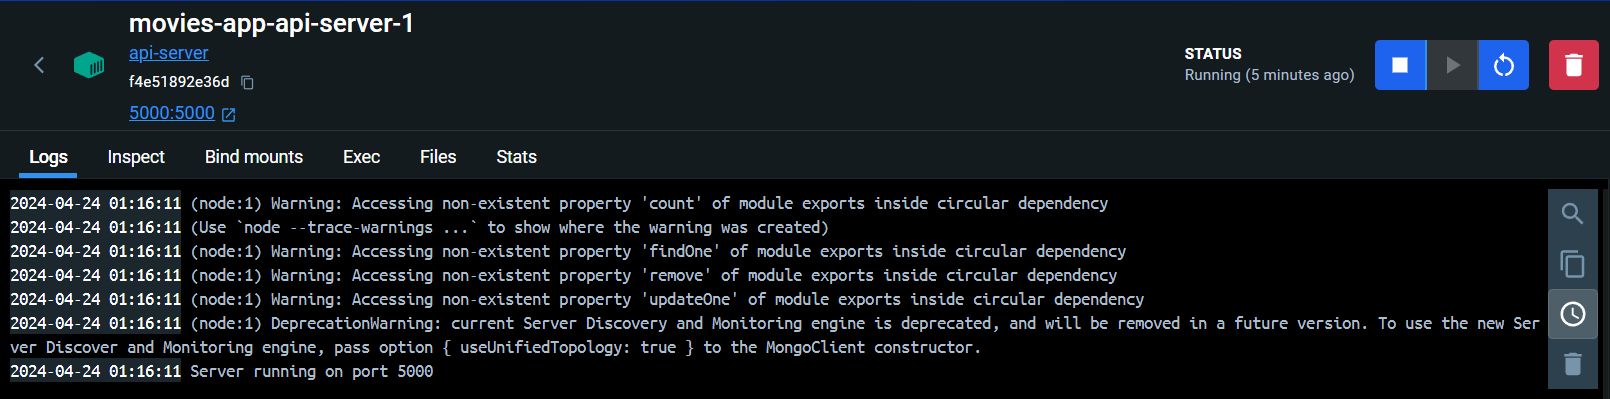 movies-app-api-server-1
api-server
f4e51892e36d
5000:5000
STATUS
Running (5 minutes ago)
Logs Inspect Bind mounts Exec Files Stats
2024-04-24 01:16:11 (node:1) Warning: Accessing non-existent property 'count' of module exports inside circular dependency
2024-04-24 01:16:11 (Use `node --trace-warnings ...` to show where the warning was created)
2024-04-24 01:16:11 (node:1) Warning: Accessing non-existent property 'findOne' of module exports inside circular dependency
2024-04-24 01:16:11 (node:1) Warning: Accessing non-existent property 'remove' of module exports inside circular dependency
2024-04-24 01:16:11 (node:1) Warning: Accessing non-existent property 'updateOne' of module exports inside circular dependency
2024-04-24 01:16:11 (node:1) DeprecationWarning: current Server Discovery and Monitoring engine is deprecated, and will be removed in a future version. To use the new Ser
ver Discover and Monitoring engine, pass option { useUnifiedTopology: true } to the MongoClient constructor.
2024-04-24 01:16:11 Server running on port 5000